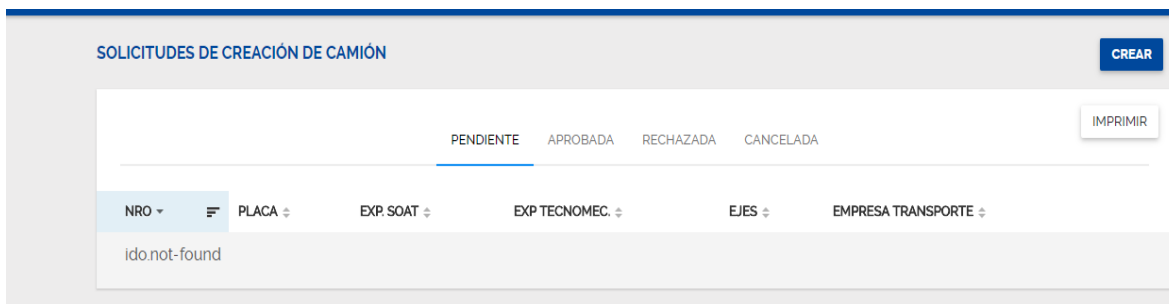 SOLICITUDES DE CREACIÓN DE CAMIÓN
CREAR
IMPRIMIR
PENDIENTE APROBADA RECHAZADA CANCELADA
NRO PLACA EXP. SOAT EXP TECNOMEC. EJES EMPRESA TRANSPORTE
ido.not-found